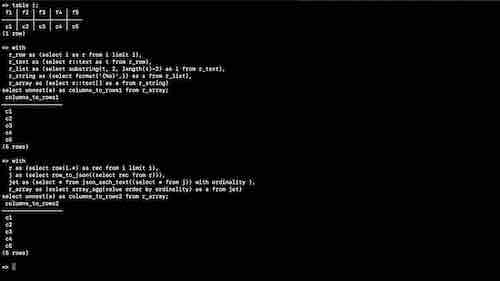 => table i;
f1 | f2 | f3 | f4 | f5
c1 | c2 | c3 | c4 | c5
(1 row)
=> with
r_row as (select i as r from i limit 1),
r_text as (select r::text as t from r_row),
r_list as (select substring(t, 2, length(t)-2) as l from r_text),
r_string as (select format('{%s}',l) as s from r_list),
r_array as (select s::text[] as a from r_string)
select unnest(a) as columns_to_rows1 from r_array;
columns_to_rows1
c1
c2
c3
c4
c5
(5 rows)
=> with
r as (select row(i.*) as rec from i limit 1),
j as (select row_to_json((select rec from r))),
jet as (select * from json_each_text((select * from j)) with ordinality ),
r_array as (select array_agg(value order by ordinality) as a from jet)
select unnest(a) as columns_to_rows2 from r_array;
columns_to_rows2
c1
c2
c3
c4
c5
(5 rows)
=>